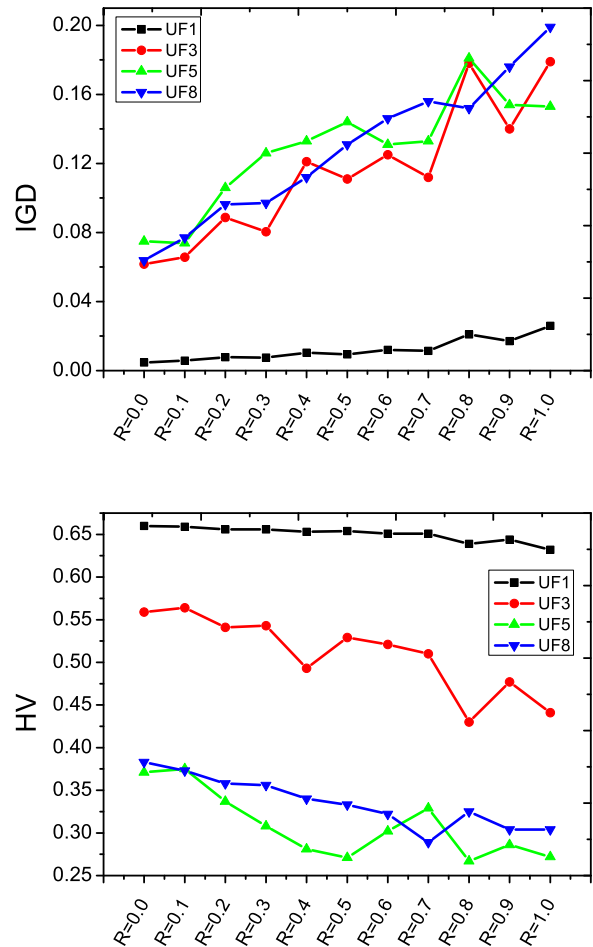 0.20
0.16
0.12
0.08
0.04
0.00
IGD
UF1
UF3
UF5
UF8
R=0.0
R=0.1
R=0.2
R=0.3
R=0.4
R=0.5
R=0.6
R=0.7
R=0.8
R=0.9
R=1.0
0.65
0.60
0.55
0.50
0.45
0.40
0.35
0.30
0.25
HV
UF1
UF3
UF5
UF8
R=0.0
R=0.1
R=0.2
R=0.3
R=0.4
R=0.5
R=0.6
R=0.7
R=0.8
R=0.9
R=1.0